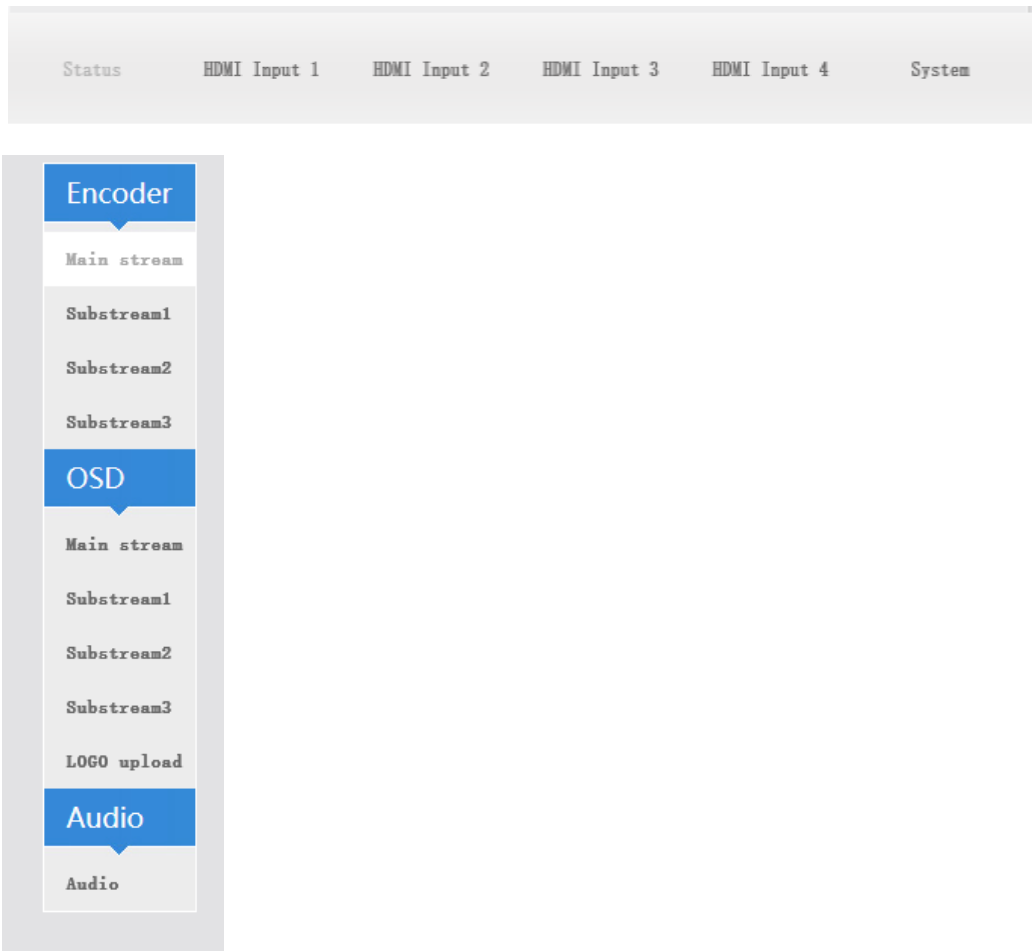 Status HDMI Input 1 HDMI Input 2 HDMI Input 3 HDMI Input 4 System
Encoder
Main stream
Substream1
Substream2
Substream3
OSD
Main stream
Substream1
Substream2
Substream3
LOGO upload
Audio
Audio